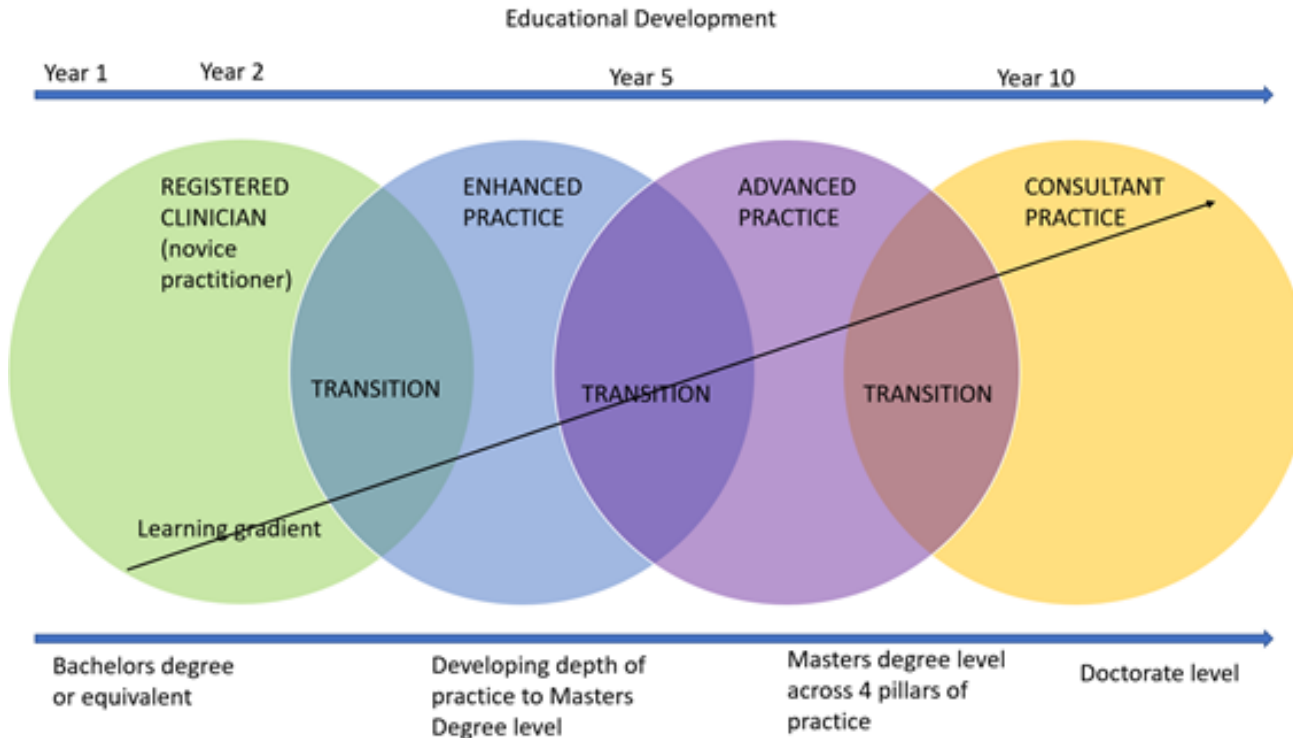 Educational Development
Year 1
Year 2
Year 5
Year 10
REGISTERED
CLINICIAN
(novice
practitioner)
ENHANCED
PRACTICE
ADVANCED
PRACTICE
CONSULTANT
PRACTICE
TRANSITION
TRANSITION
TRANSITION
Learning gradient
Bachelors degree
or equivalent
Developing depth of
practice to Masters
Degree level
Masters degree level
across 4 pillars of
practice
Doctorate level